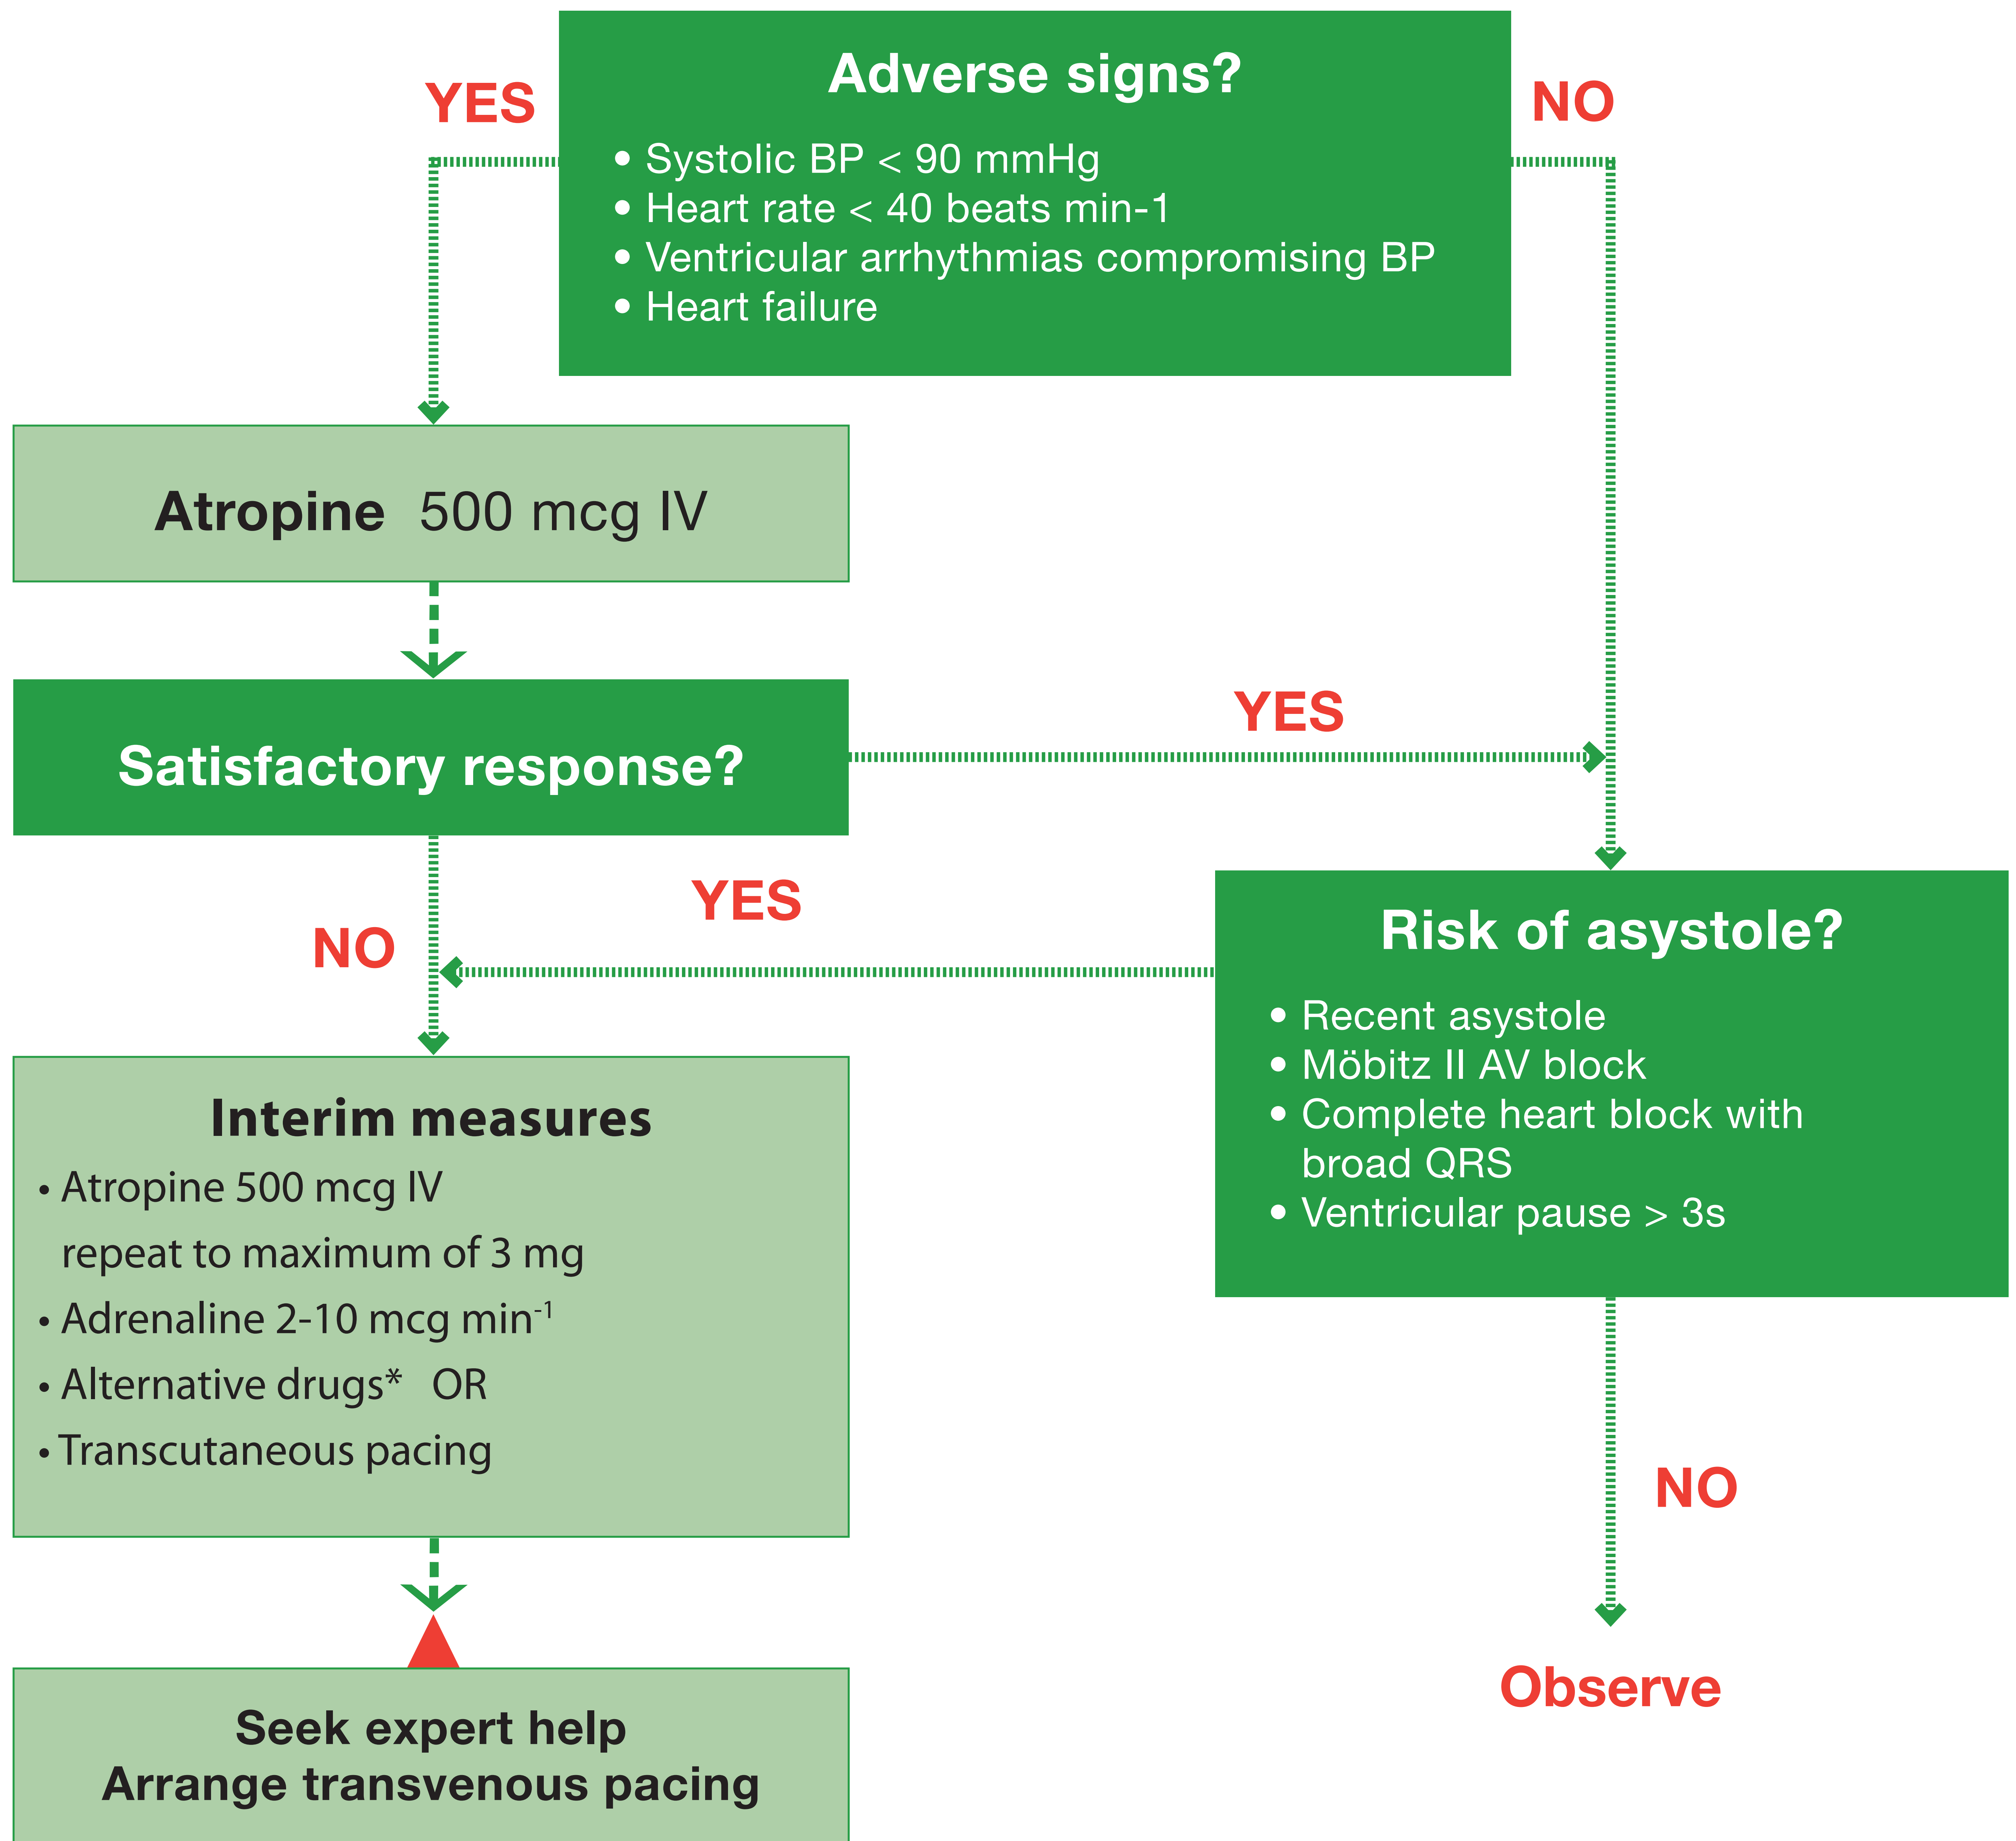 Adverse signs?
YES
NO
• Systolic BP < 90 mmHg
• Heart rate < 40 beats min-1
• Ventricular arrhythmias compromising BP
• Heart failure
Atropine 500 mcg IV
Satisfactory response?
YES
YES
NO
Risk of asystole?
• Recent asystole
• Möbitz II AV block
• Complete heart block with
broad QRS
• Ventricular pause > 3s
Interim measures
• Atropine 500 mcg IV
repeat to maximum of 3 mg
• Adrenaline 2-10 mcg min⁻¹
• Alternative drugs* OR
• Transcutaneous pacing
NO
Observe
Seek expert help
Arrange transvenous pacing